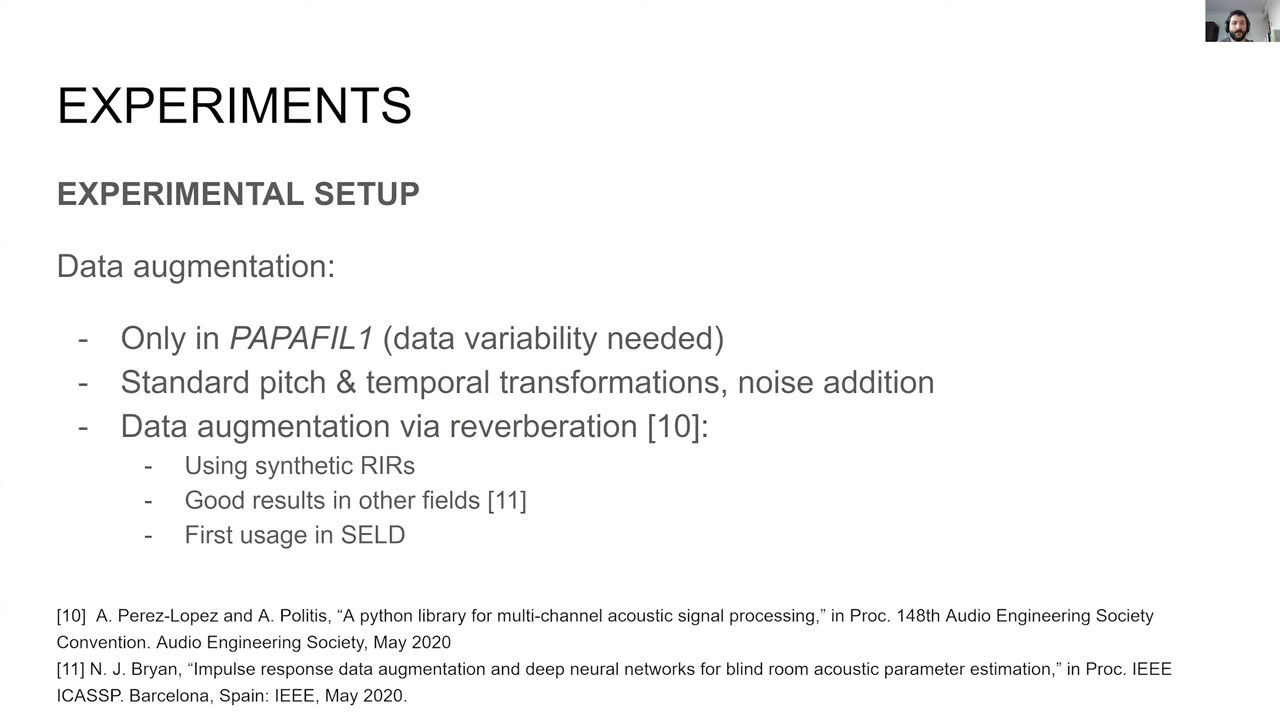 EXPERIMENTS
EXPERIMENTAL SETUP
Data augmentation:
- Only in PAPAFIL1 (data variability needed)
- Standard pitch & temporal transformations, noise addition
- Data augmentation via reverberation [10]:
- Using synthetic RIRs
- Good results in other fields [11]
- First usage in SELD
[10] A. Perez-Lopez and A. Politis, “A python library for multi-channel acoustic signal processing,” in Proc. 148th Audio Engineering Society
Convention. Audio Engineering Society, May 2020
[11] N. J. Bryan, “Impulse response data augmentation and deep neural networks for blind room acoustic parameter estimation,” in Proc. IEEE
ICASSP. Barcelona, Spain: IEEE, May 2020.